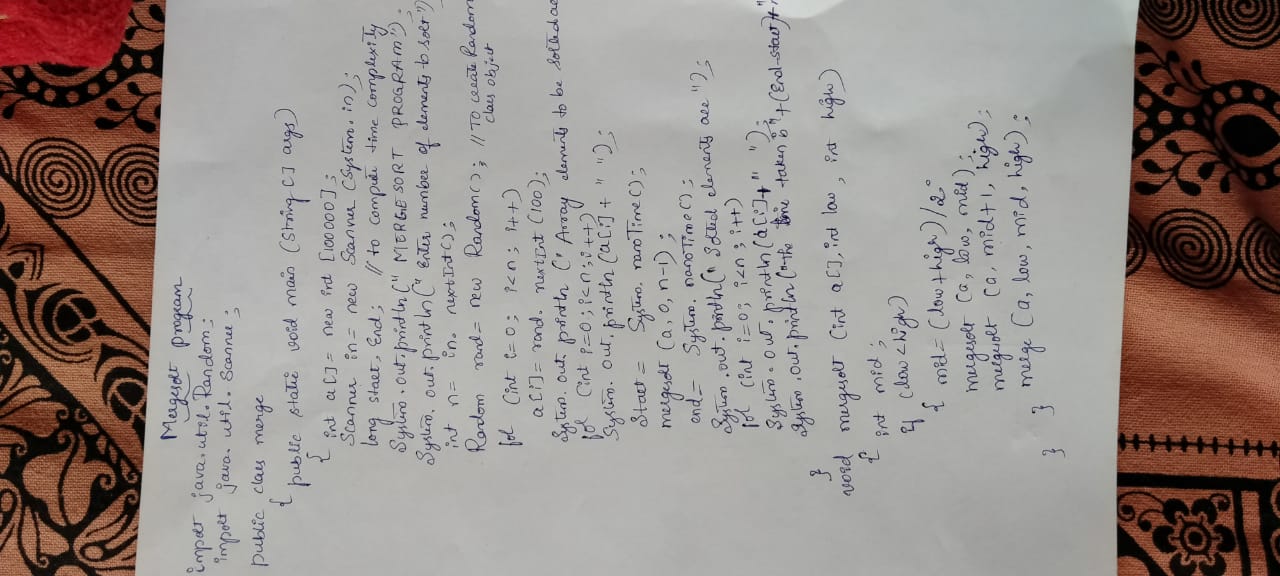 Mergesort program
import java.util.Random;
import java.util.Scanner;
public class merge
{
public static void main (String [] args)
{
int a[] = new int [100000];
Scanner in = new Scanner (System.in);
long start, End; // to compute time complexity
System.out.println (" MERGE SORT PROGRAM");
System.out.println (" Enter number of elements to sort")
int n = in.nextInt();
Random rand = new Random(); // To create Random
class object
for (int i=0; i<n; i++)
a[i] = rand.nextInt (100);
System.out.println (" Array elements to be sorted are
for (int i=0; i<n; i++)
System.out.println (a[i] + " ");
Start = System.nanoTime();
mergesort (a, 0, n-1);
end = System.nanoTime();
System.out.println (" Sorted elements are ");
for (int i=0; i<n; i++)
System.out.println (a[i]+ " ");
System.out.println ("The time taken is "+(End-start)+"
}
void mergesort (int a[], int low, int high)
{ int mid;
if (low < high)
{ mid = (low + high)/2;
mergesort (a, low, mid);
mergesort (a, mid+1, high);
merge (a, low, mid, high);
} }